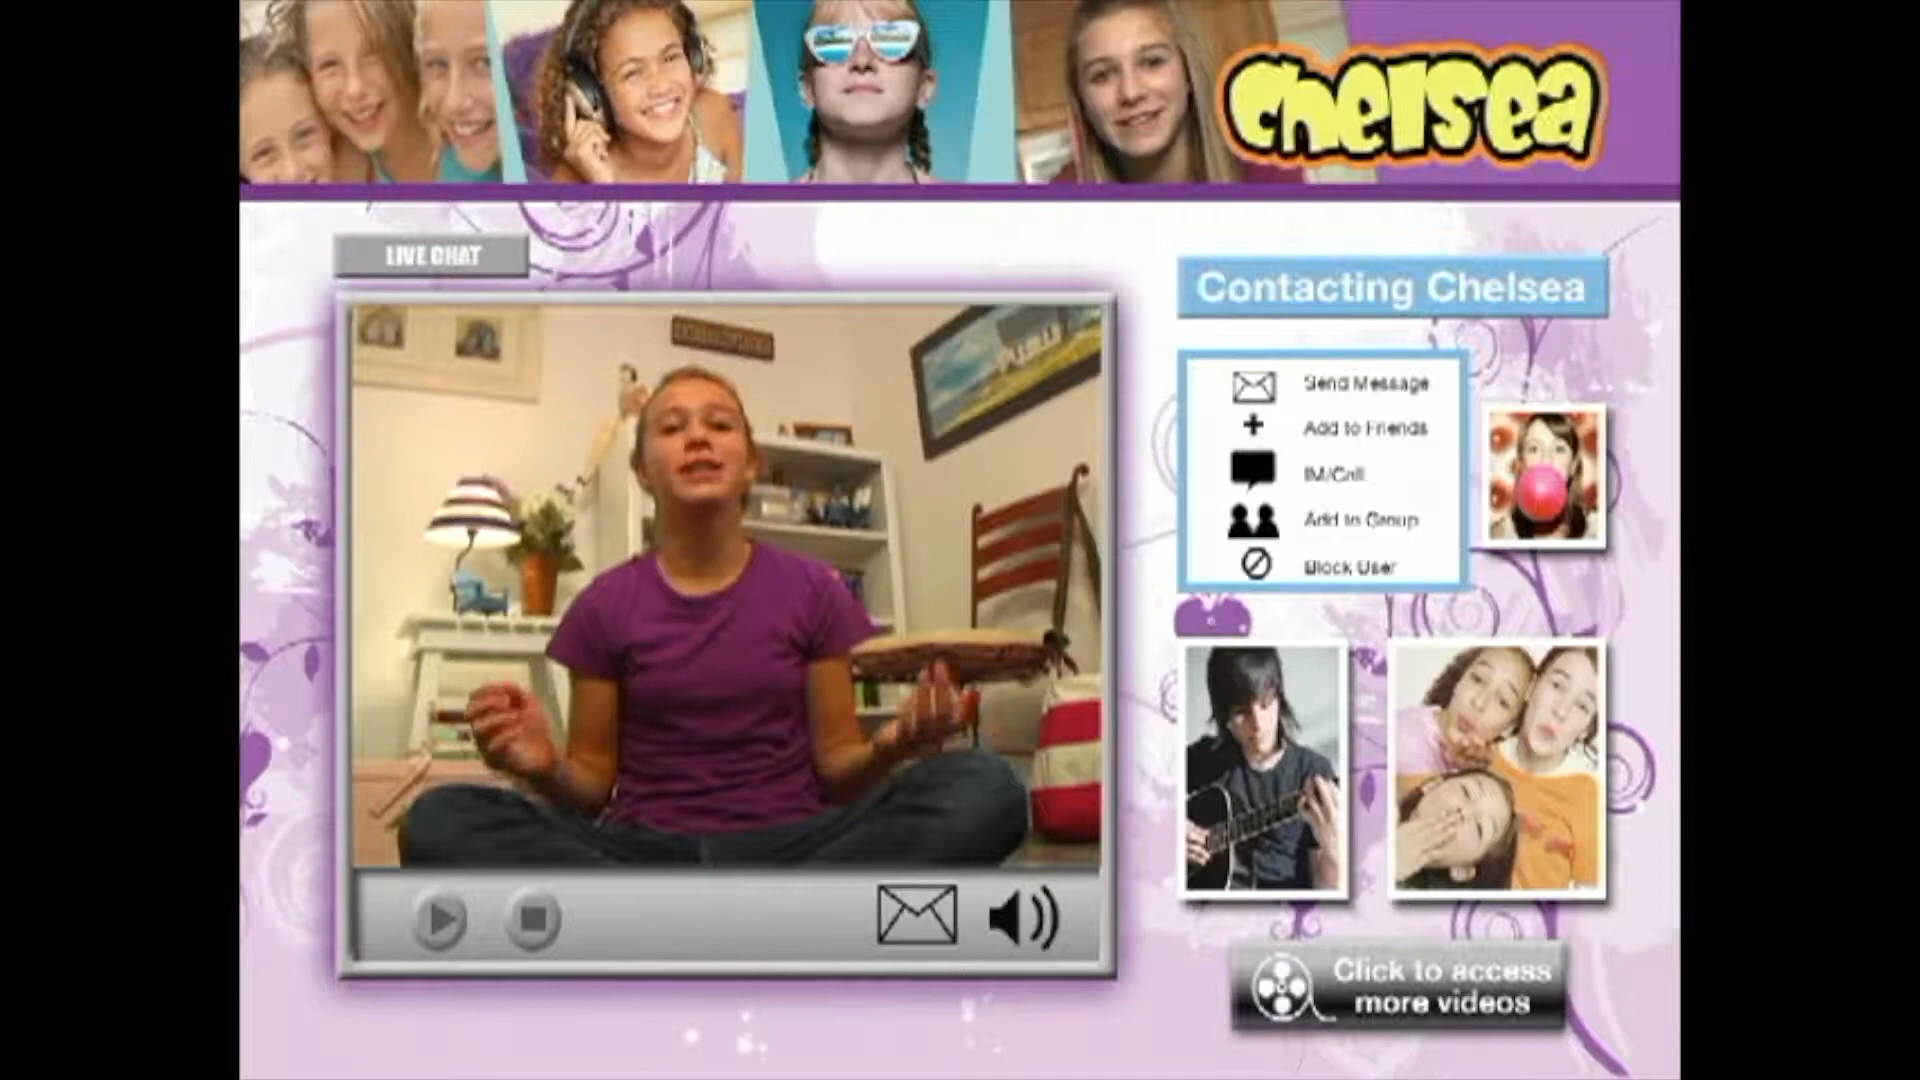 chelsea
LIVE CHAT
Contacting Chelsea
Send Message
Add to Friends
IM/Call
Add to Group
Block User
Click to access
more videos